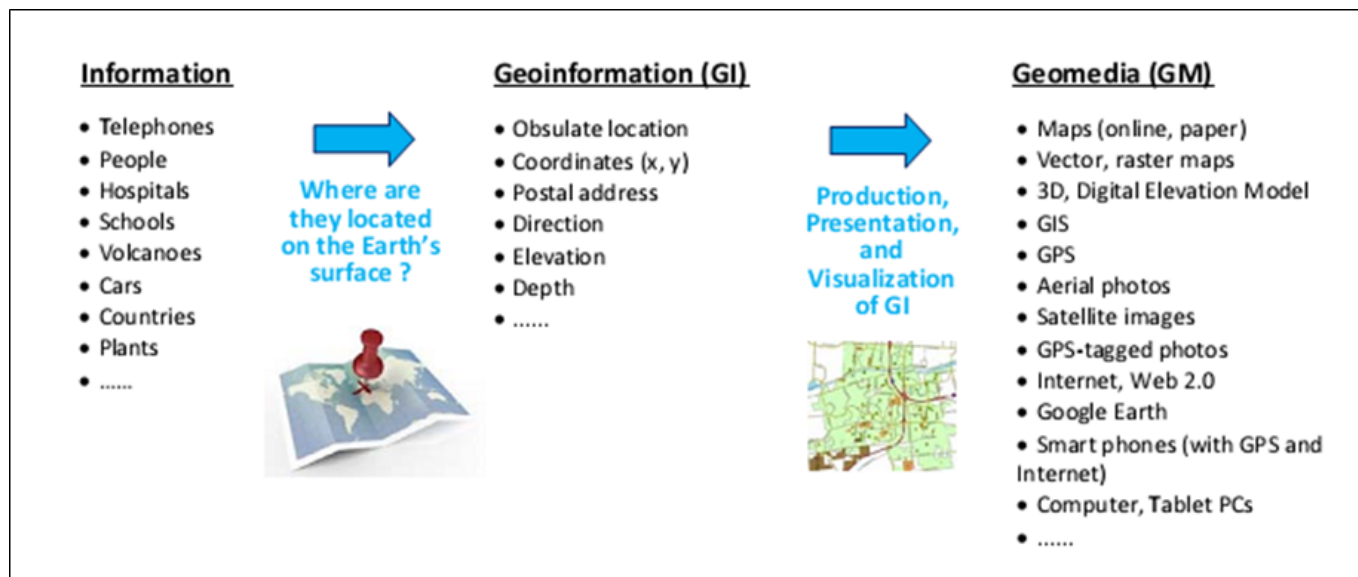 Information
• Telephones
• People
• Hospitals
• Schools
• Volcanoes
• Cars
• Countries
• Plants
• ......
Where are
they located
on the Earth's
surface ?
Geoinformation (GI)
• Obsulate location
• Coordinates (x, y)
• Postal address
• Direction
• Elevation
• Depth
• ......
Production,
Presentation,
and
Visualization
of GI
Geomedia (GM)
• Maps (online, paper)
• Vector, raster maps
• 3D, Digital Elevation Model
• GIS
• GPS
• Aerial photos
• Satellite images
• GPS-tagged photos
• Internet, Web 2.0
• Google Earth
• Smart phones (with GPS and
Internet)
• Computer, Tablet PCs
• ......